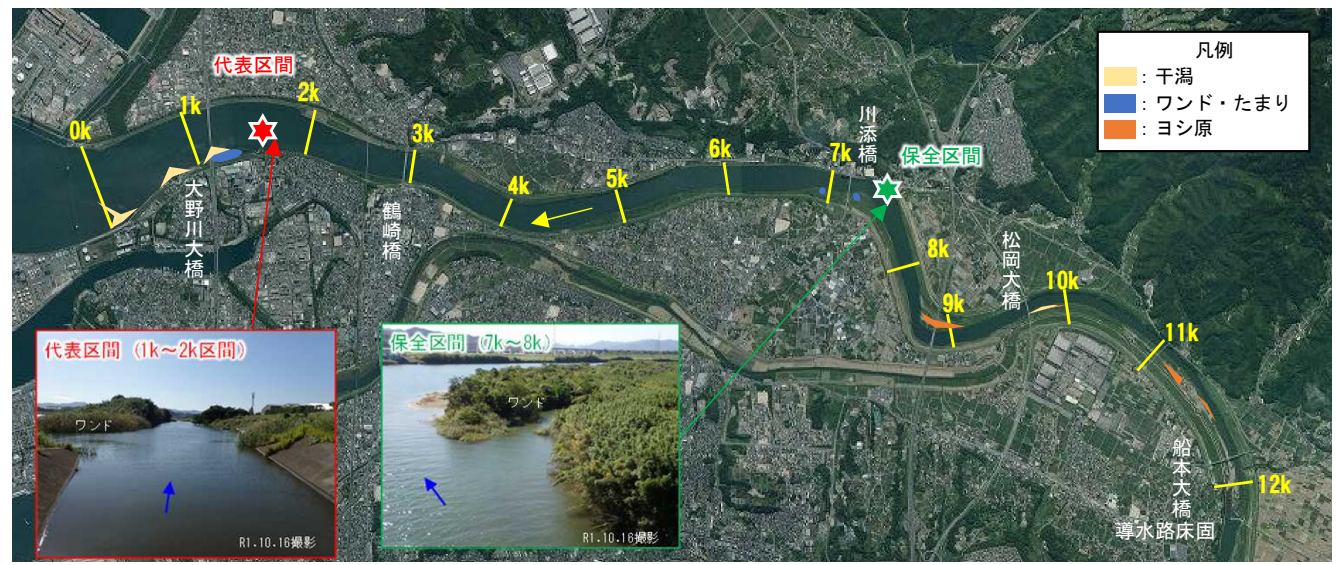 代表区間
0k
1k
2k
3k
4k
5k
6k
7k
8k
9k
10k
11k
12k
大野川大橋
鶴崎橋
川添橋
保全区間
松岡大橋
船本大橋
導水路床固
凡例
:干潟
:ワンド・たまり
:ヨシ原
代表区間 (1k~2k区間)
ワンド
R1.10.16撮影
保全区間 (7k~8k)
ワンド
R1.10.16撮影